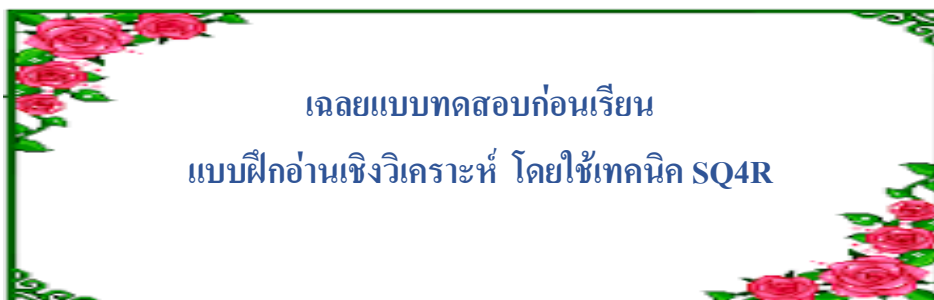 เฉลยแบบทดสอบก่อนเรียน
แบบฝึกอ่านเชิงวิเคราะห์ โดยใช้เทคนิค SQ4R